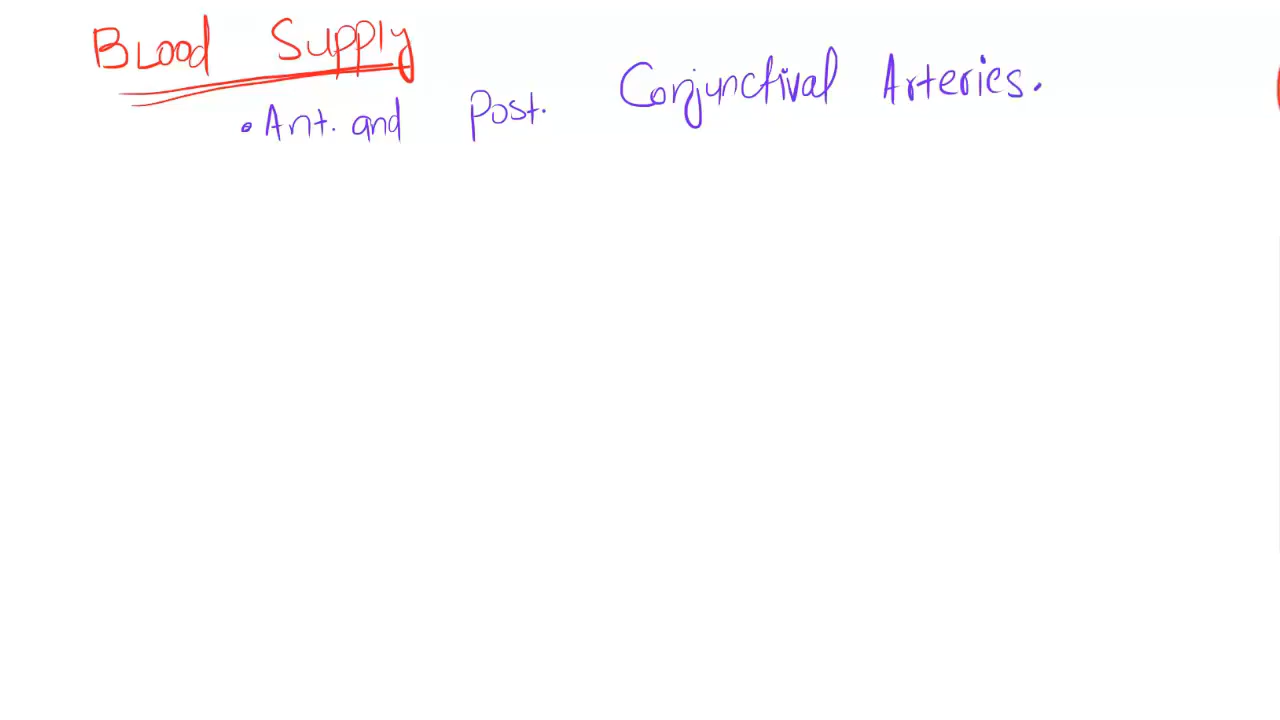 Blood Supply
• Ant. and Post. Conjunctival Arteries.